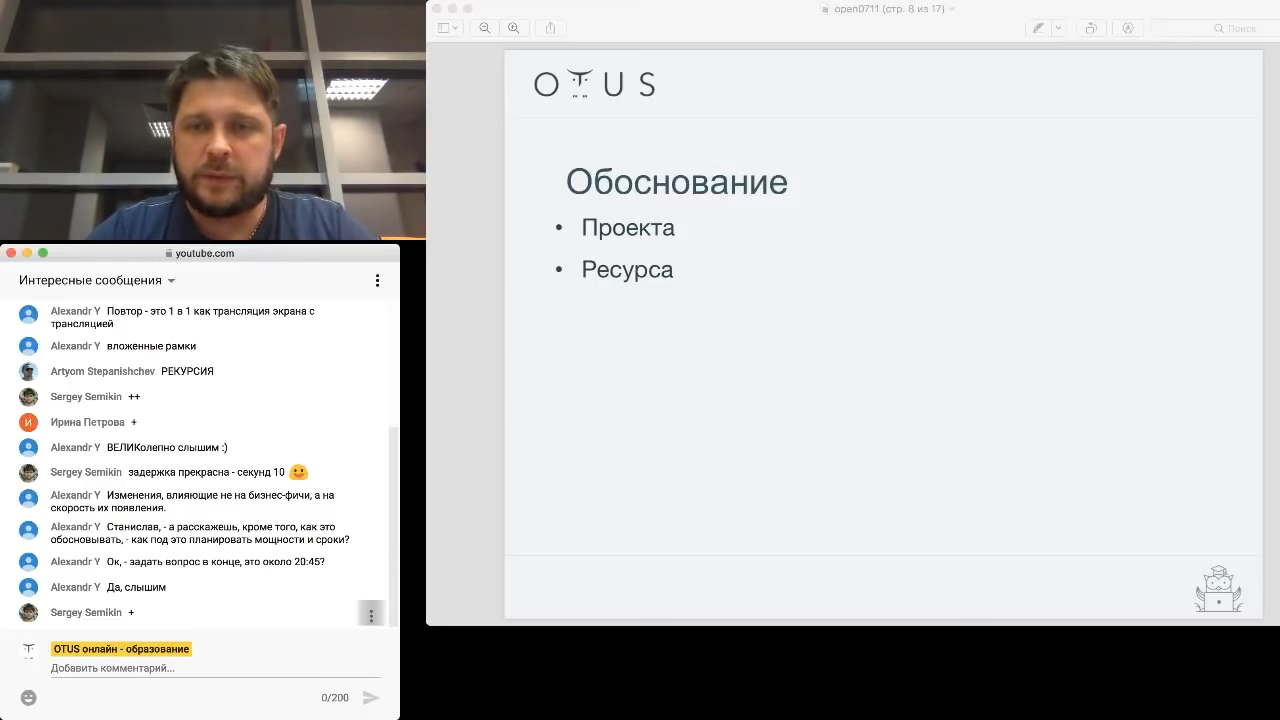 open0711 (стр. 8 из 17)
Поиск
OTUS
Обоснование
• Проекта
• Ресурса
youtube.com
Интересные сообщения
Alexandr Y Повтор - это 1 в 1 как трансляция экрана с
трансляцией
Alexandr Y вложенные рамки
Artyom Stepanishchev РЕКУРСИЯ
Sergey Semikin ++
И Ирина Петрова +
Alexandr Y ВЕЛИКолепно слышим :)
Sergey Semikin задержка прекрасна - секунд 10
Alexandr Y Изменения, влияющие не на бизнес-фичи, а на
скорость их появления.
Alexandr Y Станислав, - а расскажешь, кроме того, как это
обосновывать, - как под это планировать мощности и сроки?
Alexandr Y Ок, - задать вопрос в конце, это около 20:45?
Alexandr Y Да, слышим
Sergey Semikin +
OTUS онлайн - образование
Добавить комментарий...
0/200